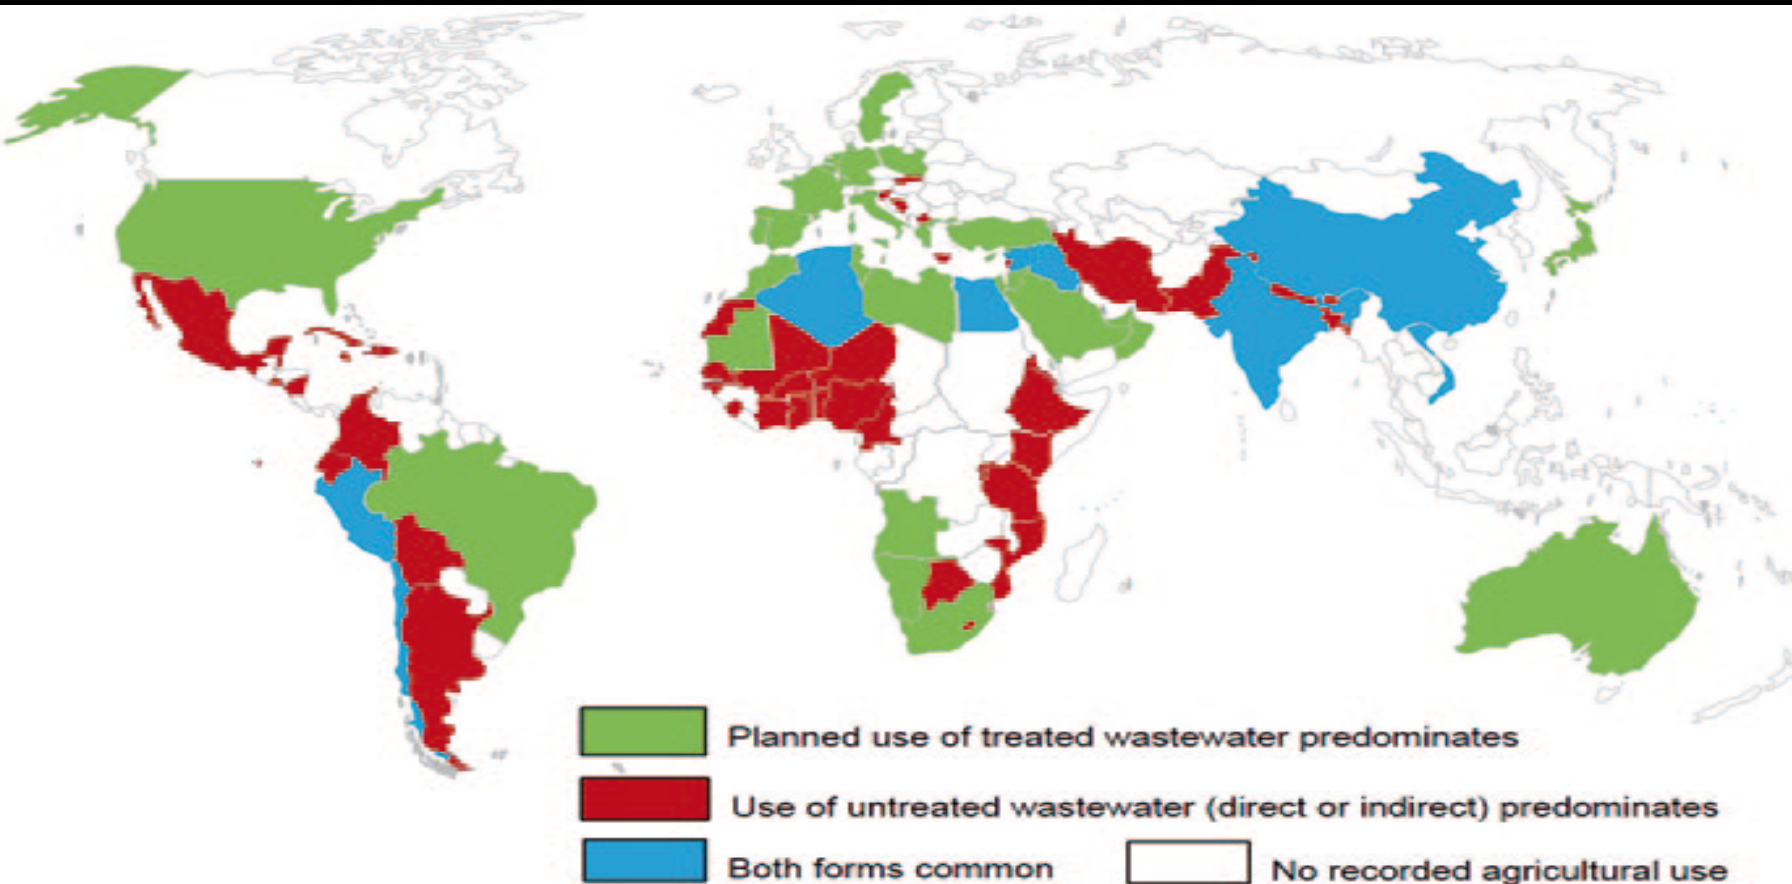 Planned use of treated wastewater predominates
Use of untreated wastewater (direct or indirect) predominates
Both forms common
No recorded agricultural use